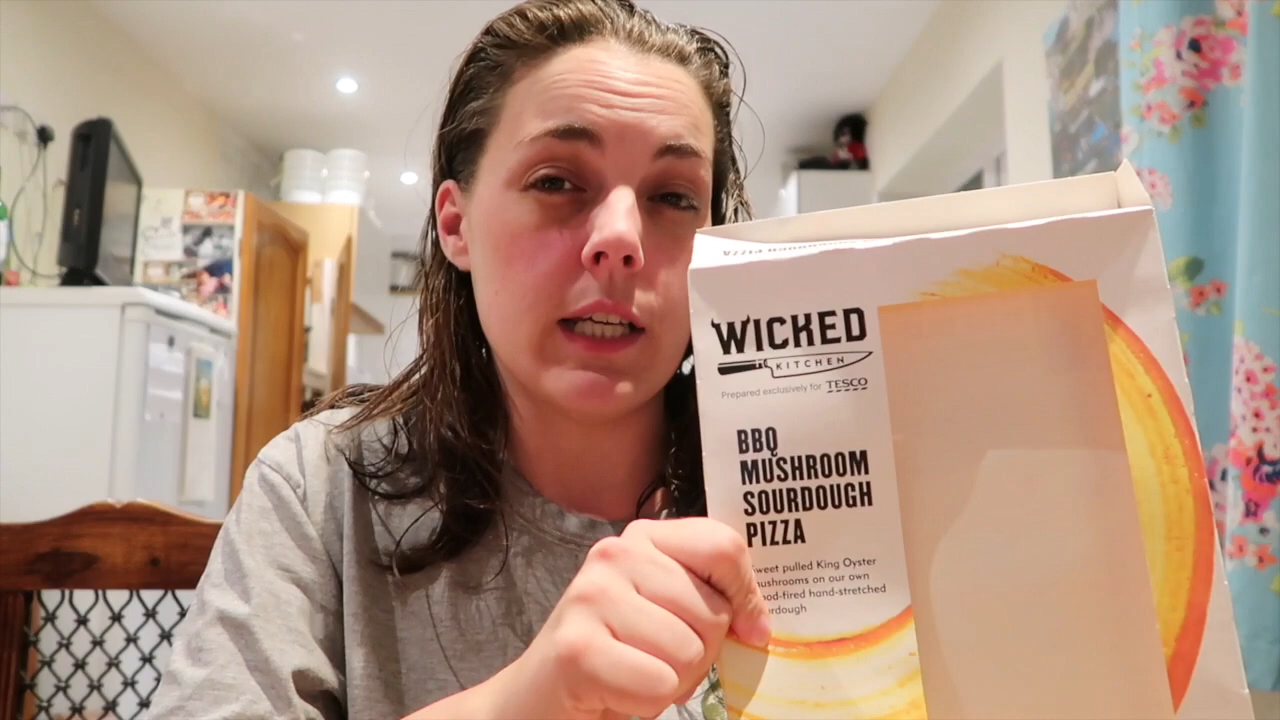 PIZZA
WICKED
KITCHEN
Prepared exclusively for TESCO
BBQ
MUSHROOM
SOURDOUGH
PIZZA
Sweet pulled King Oyster
mushrooms on our own
hand-stretched